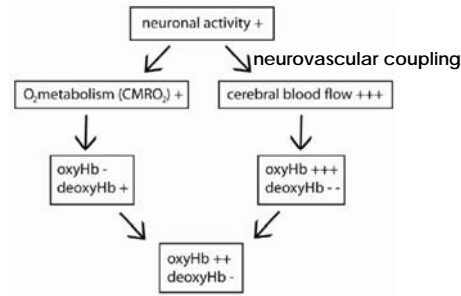 neuronal activity +
neurovascular coupling
O₂metabolism (CMRO₂) +
cerebral blood flow +++
oxyHb -
deoxyHb +
oxyHb +++
deoxyHb - -
oxyHb ++
deoxyHb -